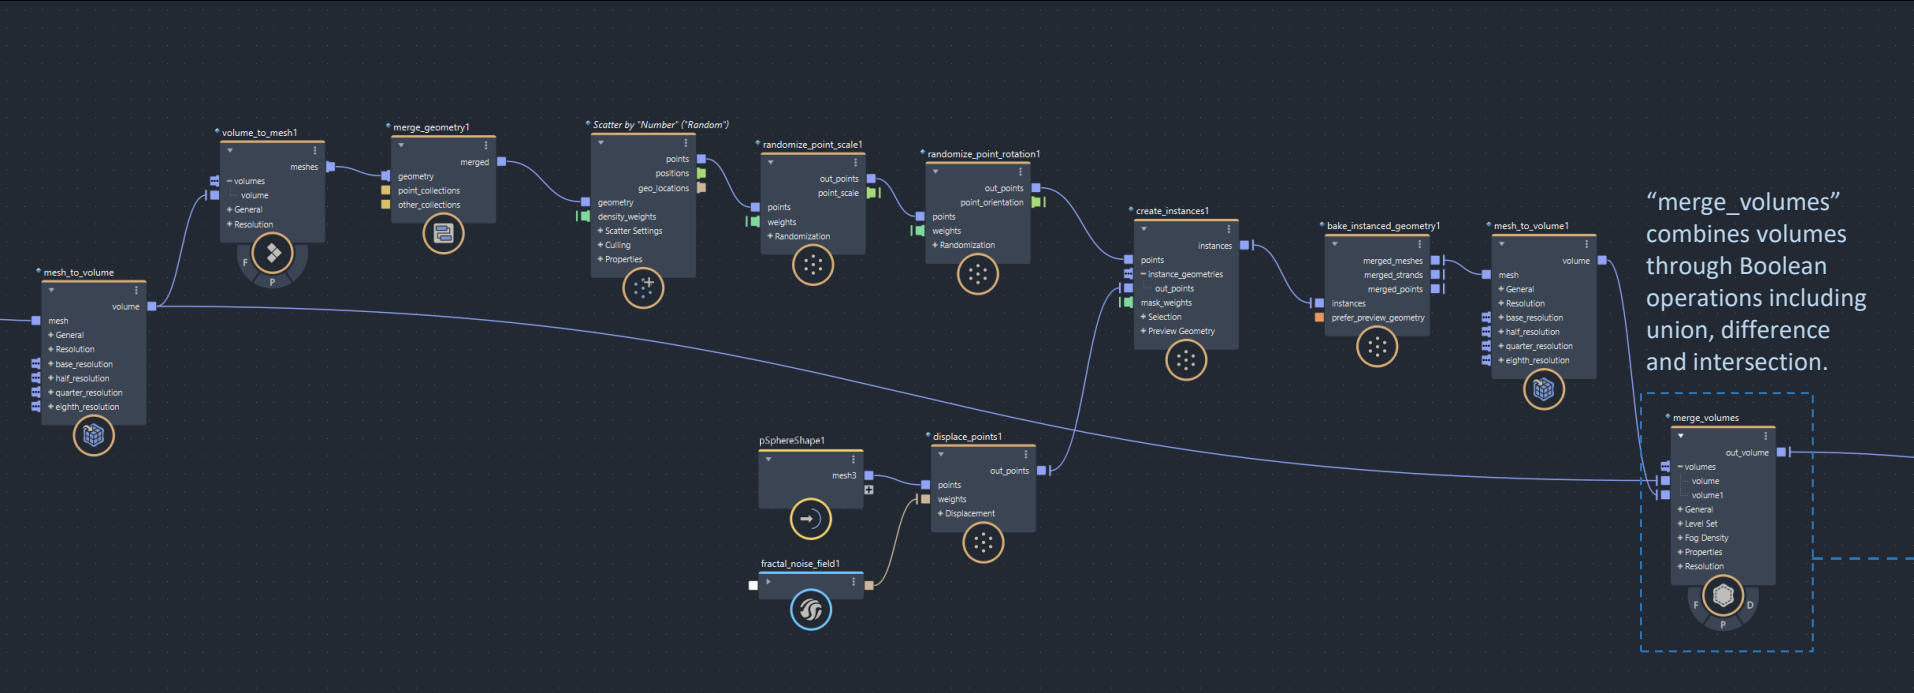 mesh_to_volume
volume
mesh
+ General
+ Resolution
+ base_resolution
+ half_resolution
+ quarter_resolution
+ eighth_resolution
volume_to_mesh1
meshes
− volumes
volume
+ General
+ Resolution
F
P
merge_geometry1
merged
geometry
point_collections
other_collections
Scatter by "Number" ("Random")
points
positions
geo_locations
geometry
density_weights
+ Scatter Settings
+ Culling
+ Properties
randomize_point_scale1
out_points
point_scale
points
weights
+ Randomization
randomize_point_rotation1
out_points
point_orientation
points
weights
+ Randomization
pSphereShape1
mesh3
fractal_noise_field1
displace_points1
out_points
points
weights
+ Displacement
create_instances1
instances
points
− instance_geometries
out_points
mask_weights
+ Selection
+ Preview Geometry
bake_instanced_geometry1
merged_meshes
merged_strands
merged_points
instances
prefer_preview_geometry
mesh_to_volume1
volume
mesh
+ General
+ Resolution
+ base_resolution
+ half_resolution
+ quarter_resolution
+ eighth_resolution
“merge_volumes”
combines volumes
through Boolean
operations including
union, difference
and intersection.
merge_volumes
out_volume
− volumes
volume
volume1
+ General
+ Level Set
+ Fog Density
+ Properties
+ Resolution
F
D
P